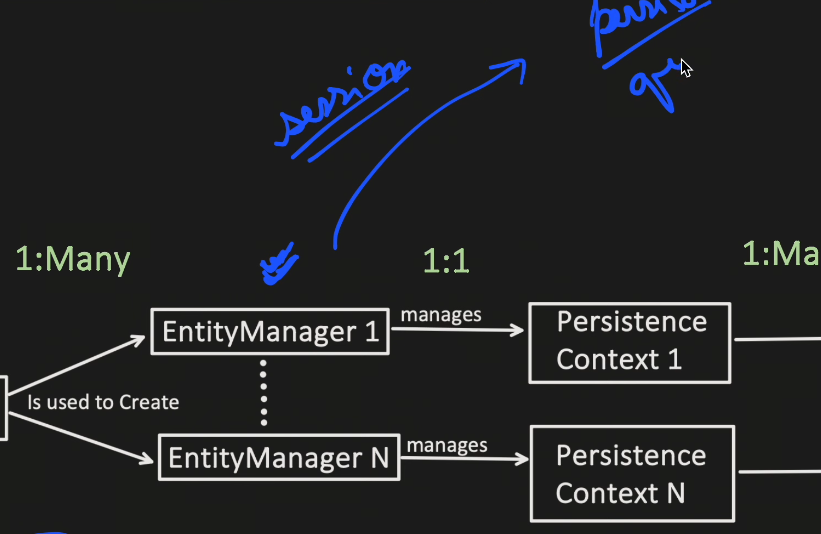 session
1:Many
1:1
1:Ma
EntityManager 1
manages
Persistence
Context 1
Is used to Create
EntityManager N
manages
Persistence
Context N